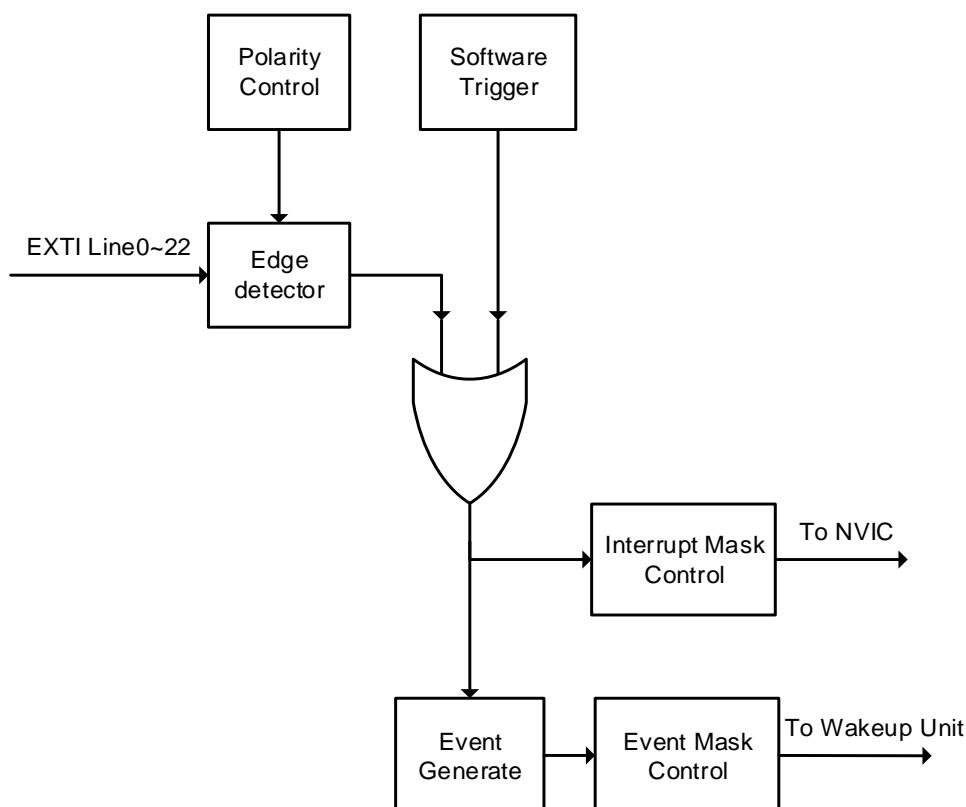 Polarity
Control
Software
Trigger
EXTI Line0~22
Edge
detector
Interrupt Mask
Control
To NVIC
Event
Generate
Event Mask
Control
To Wakeup Unit